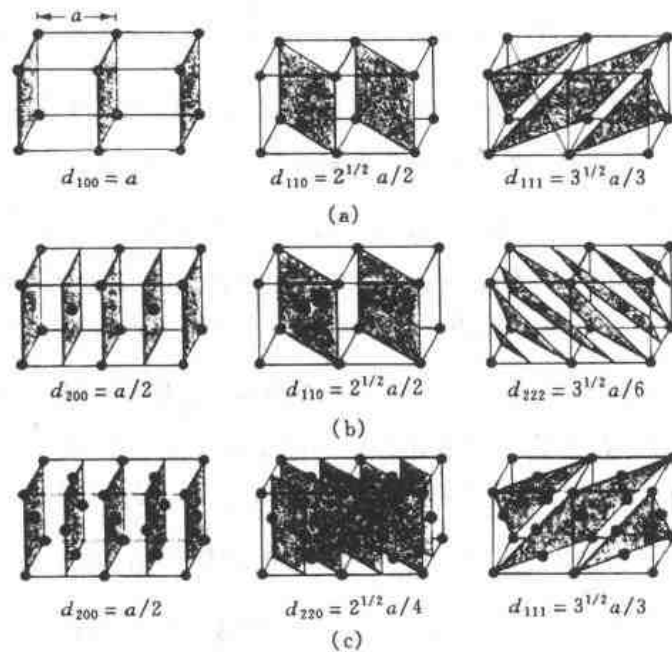 a
d₁₀₀ = a d₁₁₀ = 2^{1/2} a/2 d₁₁₁ = 3^{1/2} a/3
(a)
d₂₀₀ = a/2 d₁₁₀ = 2^{1/2} a/2 d₂₂₂ = 3^{1/2} a/6
(b)
d₂₀₀ = a/2 d₂₂₀ = 2^{1/2} a/4 d₁₁₁ = 3^{1/2} a/3
(c)